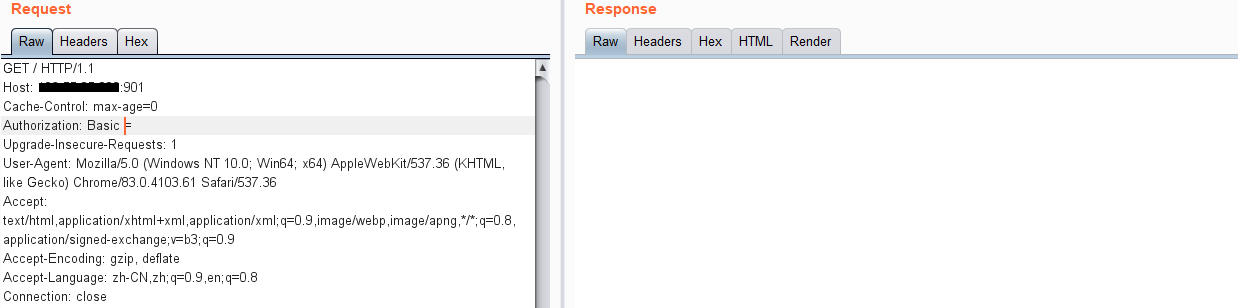 Request
Response
Raw Headers Hex
Raw Headers Hex HTML Render
GET / HTTP/1.1
Host: :901
Cache-Control: max-age=0
Authorization: Basic =
Upgrade-Insecure-Requests: 1
User-Agent: Mozilla/5.0 (Windows NT 10.0; Win64; x64) AppleWebKit/537.36 (KHTML,
like Gecko) Chrome/83.0.4103.61 Safari/537.36
Accept:
text/html,application/xhtml+xml,application/xml;q=0.9,image/webp,image/apng,*/*;q=0.8,
application/signed-exchange;v=b3;q=0.9
Accept-Encoding: gzip, deflate
Accept-Language: zh-CN,zh;q=0.9,en;q=0.8
Connection: close